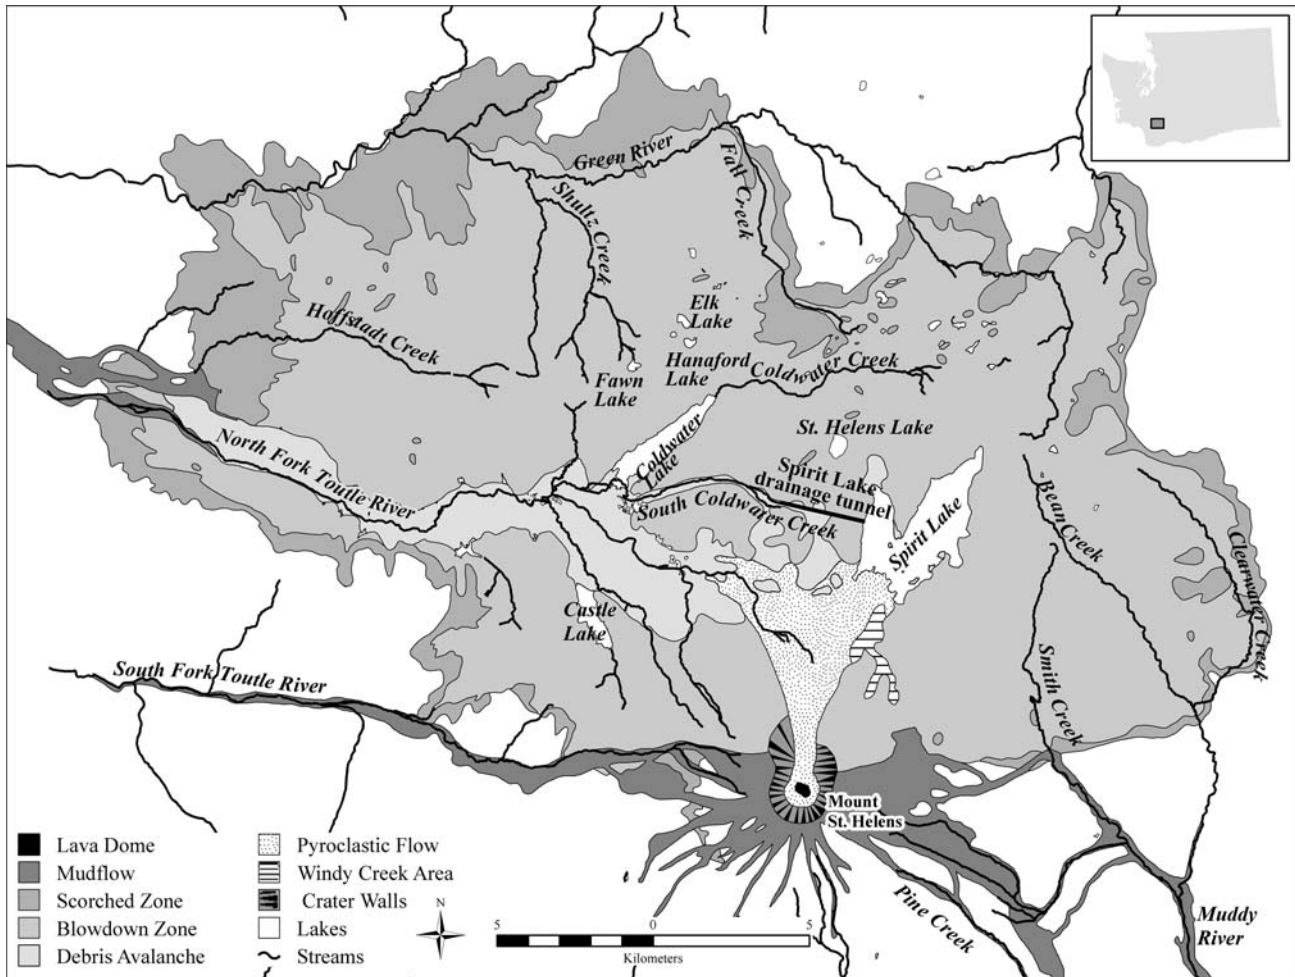 Green River
Fall Creek
Shultz Creek
Elk
Lake
Hoffstadt Creek
Hanaford
Lake
Coldwater Creek
Fawn
Lake
St. Helens Lake
North Fork Toutle River
Coldwater
Lake
Spirit Lake
drainage tunnel
South Coldwater Creek
Spirit Lake
Bean Creek
Clearwater Creek
Castle
Lake
South Fork Toutle River
Smith Creek
Mount
St. Helens
Pine Creek
Muddy
River
Lava Dome
Mudflow
Scorched Zone
Blowdown Zone
Debris Avalanche
Pyroclastic Flow
Windy Creek Area
Crater Walls
Lakes
Streams
N
5 0 5
Kilometers